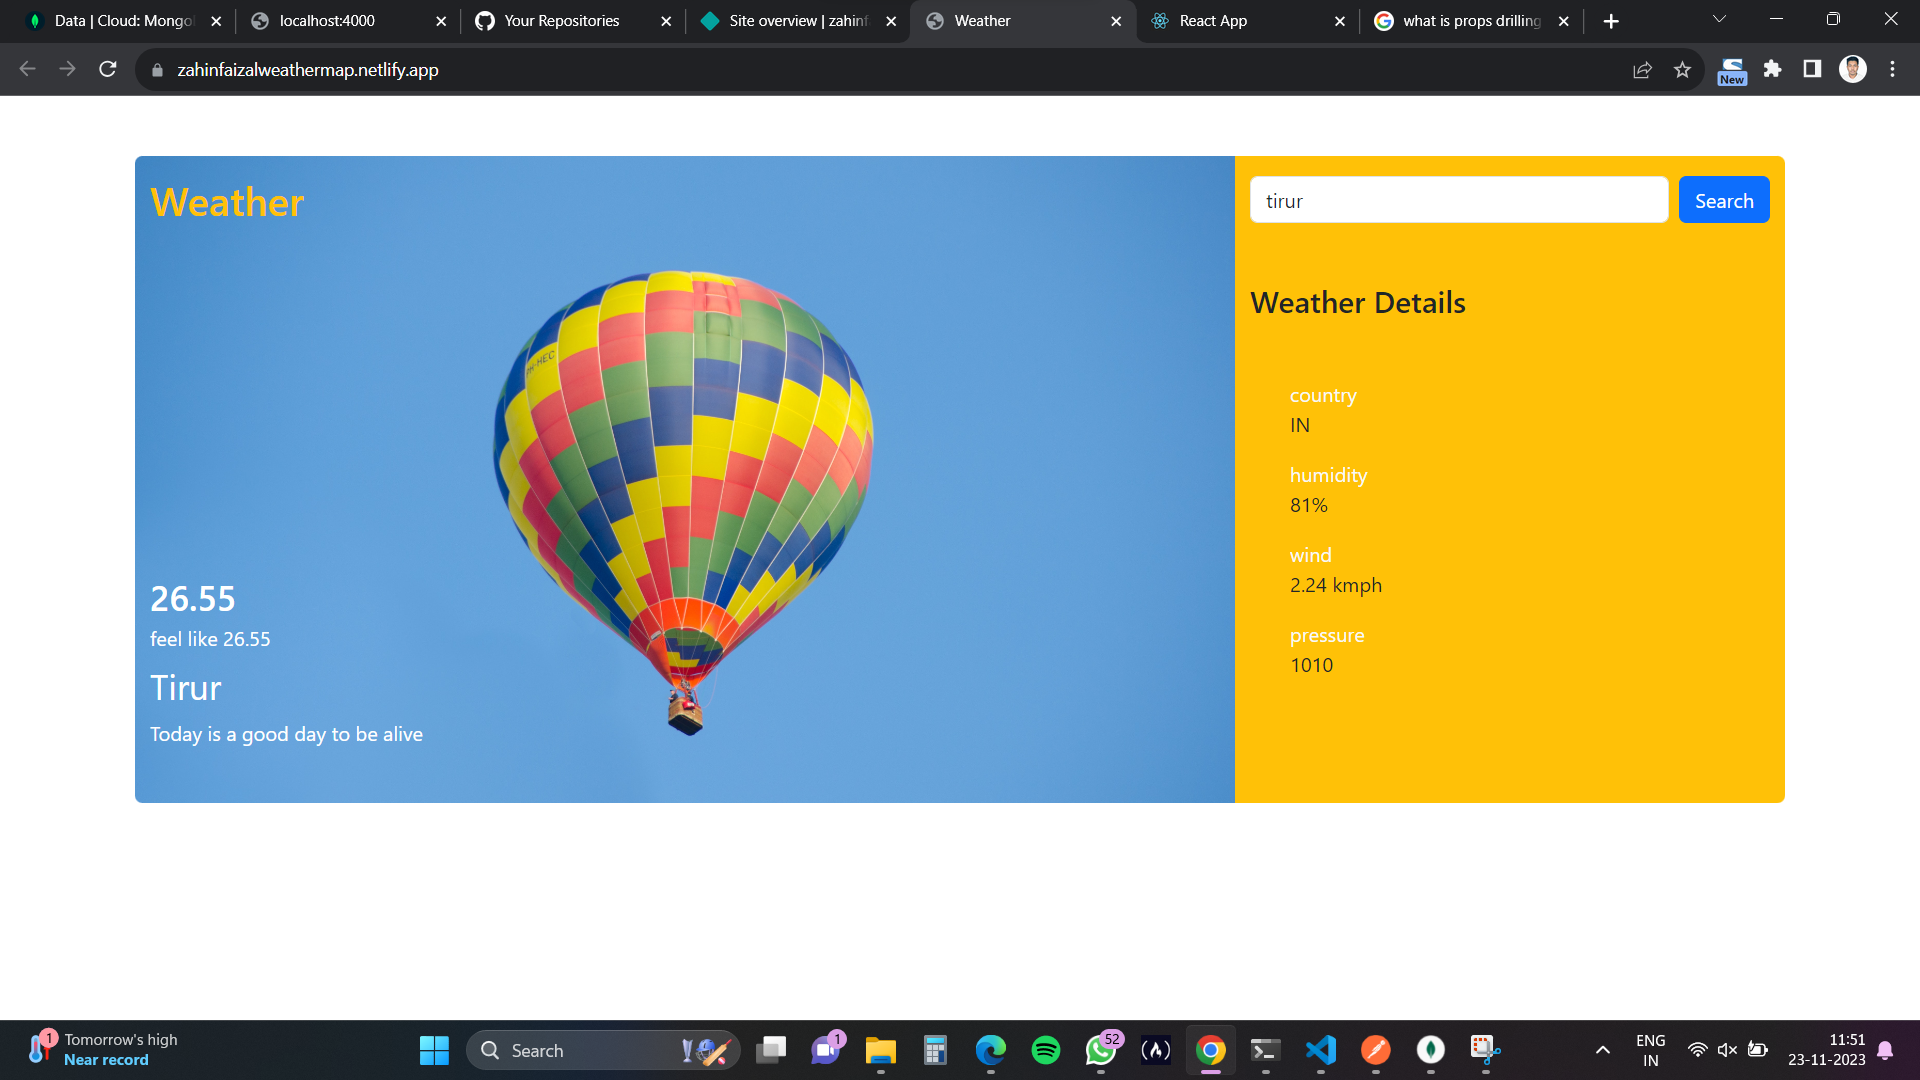 Data | Cloud: Mongo
localhost:4000
Your Repositories
Site overview | zahinf
Weather
React App
what is props drilling
zahinfaizalweathermap.netlify.app
New
Weather
26.55
feel like 26.55
Tirur
Today is a good day to be alive
tirur
Search
Weather Details
country
IN
humidity
81%
wind
2.24 kmph
pressure
1010
1
Tomorrow's high
Near record
Search
1
52
ENG
IN
11:51
23-11-2023